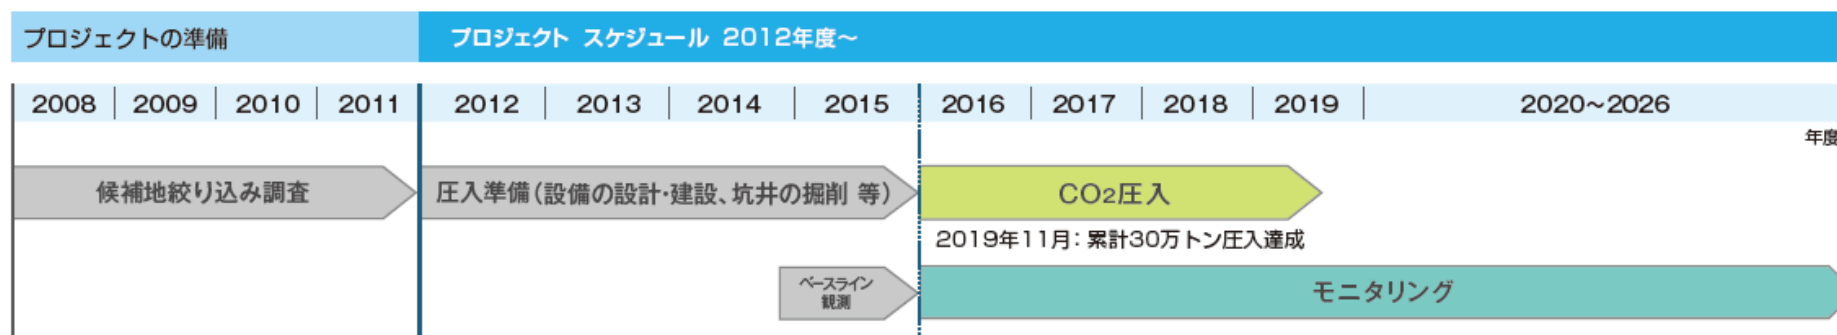 プロジェクトの準備
プロジェクト スケジュール 2012年度～
2008 2009 2010 2011 2012 2013 2014 2015 2016 2017 2018 2019 2020～2026
年度
候補地絞り込み調査
圧入準備（設備の設計・建設、坑井の掘削 等）
CO2圧入
2019年11月：累計30万トン圧入達成
ベースライン
観測
モニタリング